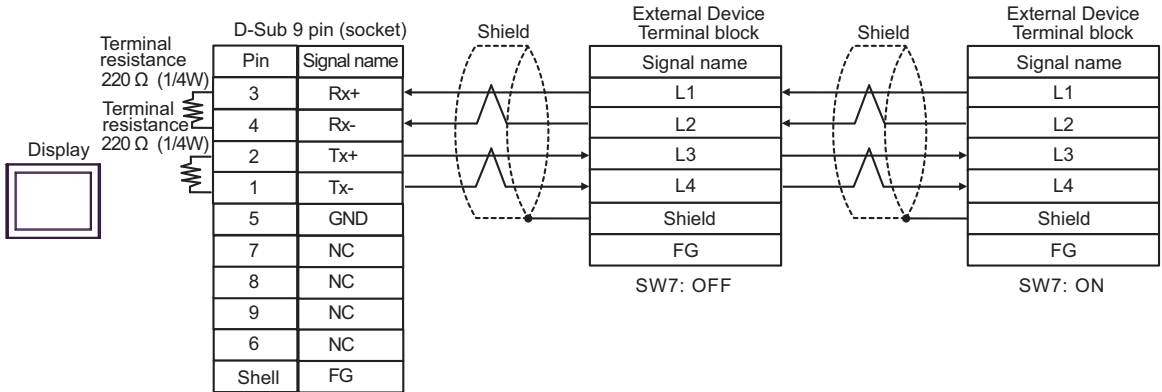 D-Sub 9 pin (socket)
Terminal
resistance
220 Ω (1/4W)
Terminal
resistance
220 Ω (1/4W)
Display
Pin Signal name
3 Rx+
4 Rx-
2 Tx+
1 Tx-
5 GND
7 NC
8 NC
9 NC
6 NC
Shell FG
Shield
External Device
Terminal block
Signal name
L1
L2
L3
L4
Shield
FG
SW7: OFF
Shield
External Device
Terminal block
Signal name
L1
L2
L3
L4
Shield
FG
SW7: ON